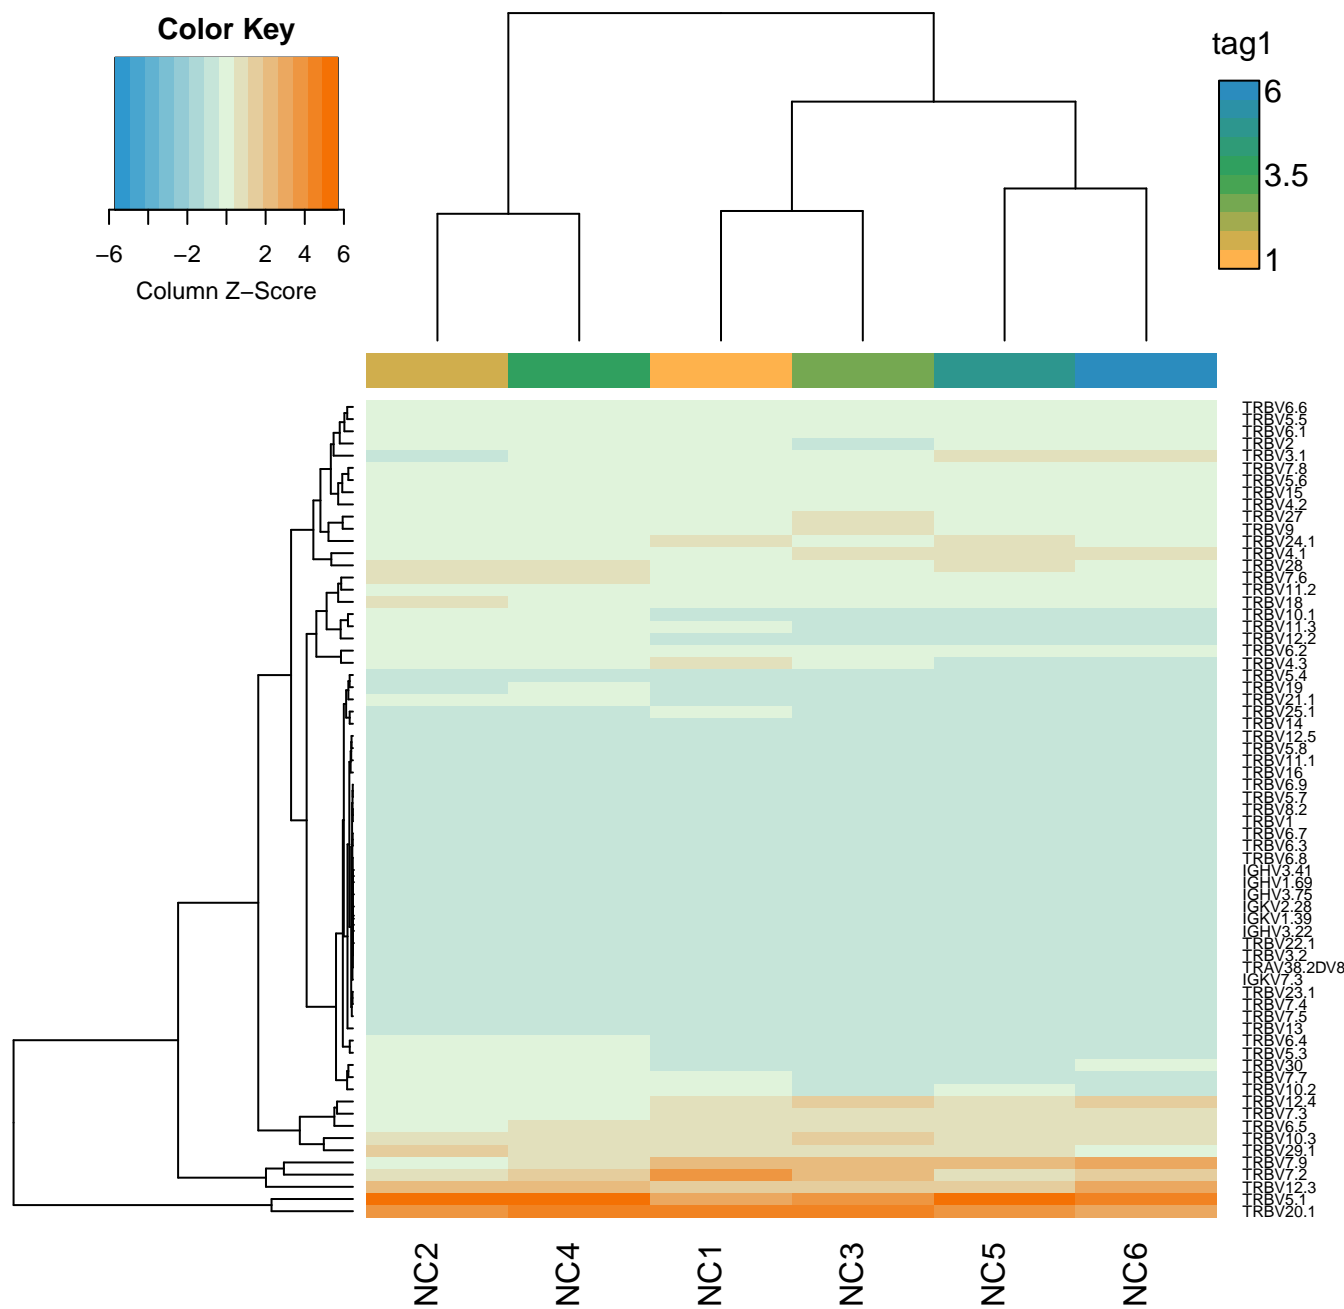 Color Key
−6
−2
2
4
6
Column Z−Score
tag1
6
3.5
1
TRBV6.6
TRBV5.5
TRBV6.1
TRBV2
TRBV3.1
TRBV7.8
TRBV5.6
TRBV15
TRBV4.2
TRBV27
TRBV9
TRBV24.1
TRBV4.1
TRBV28
TRBV7.6
TRBV11.2
TRBV18
TRBV10.1
TRBV11.3
TRBV12.2
TRBV6.2
TRBV4.3
TRBV5.4
TRBV19
TRBV21.1
TRBV25.1
TRBV14
TRBV12.5
TRBV5.8
TRBV11.1
TRBV16
TRBV6.9
TRBV5.7
TRBV8.2
TRBV1
TRBV6.7
TRBV6.3
TRBV6.8
IGHV3.41
IGHV1.69
IGHV3.75
IGKV2.28
IGKV1.39
IGHV3.22
TRBV22.1
TRBV3.2
TRAV38.2DV8
IGKV7.3
TRBV23.1
TRBV7.4
TRBV7.5
TRBV13
TRBV6.4
TRBV5.3
TRBV30
TRBV7.7
TRBV10.2
TRBV12.4
TRBV7.3
TRBV6.5
TRBV10.3
TRBV29.1
TRBV7.9
TRBV7.2
TRBV12.3
TRBV5.1
TRBV20.1
NC2
NC4
NC1
NC3
NC5
NC6